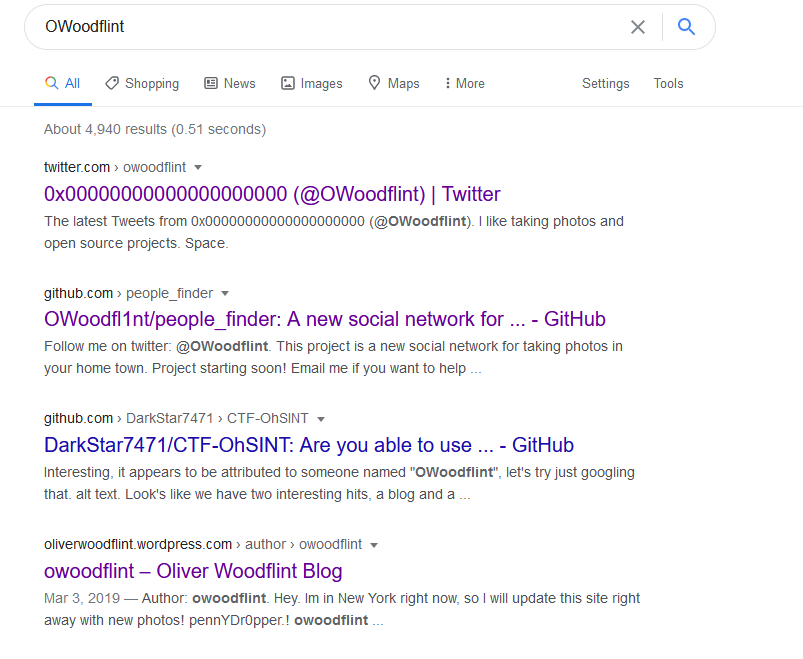 OWoodflint
All Shopping News Images Maps More Settings Tools
About 4,940 results (0.51 seconds)
twitter.com › owoodflint
0x00000000000000000000 (@OWoodflint) | Twitter
The latest Tweets from 0x00000000000000000000 (@OWoodflint). I like taking photos and
open source projects. Space.
github.com › people_finder
OWoodfl1nt/people_finder: A new social network for ... - GitHub
Follow me on twitter: @OWoodflint. This project is a new social network for taking photos in
your home town. Project starting soon! Email me if you want to help ...
github.com › DarkStar7471 › CTF-OhSINT
DarkStar7471/CTF-OhSINT: Are you able to use ... - GitHub
Interesting, it appears to be attributed to someone named "OWoodflint", let's try just googling
that. alt text. Look's like we have two interesting hits, a blog and a ...
oliverwoodflint.wordpress.com › author › owoodflint
owoodflint – Oliver Woodflint Blog
Mar 3, 2019 — Author: owoodflint. Hey. Im in New York right now, so I will update this site right
away with new photos! pennYDr0pper.! owoodflint ...